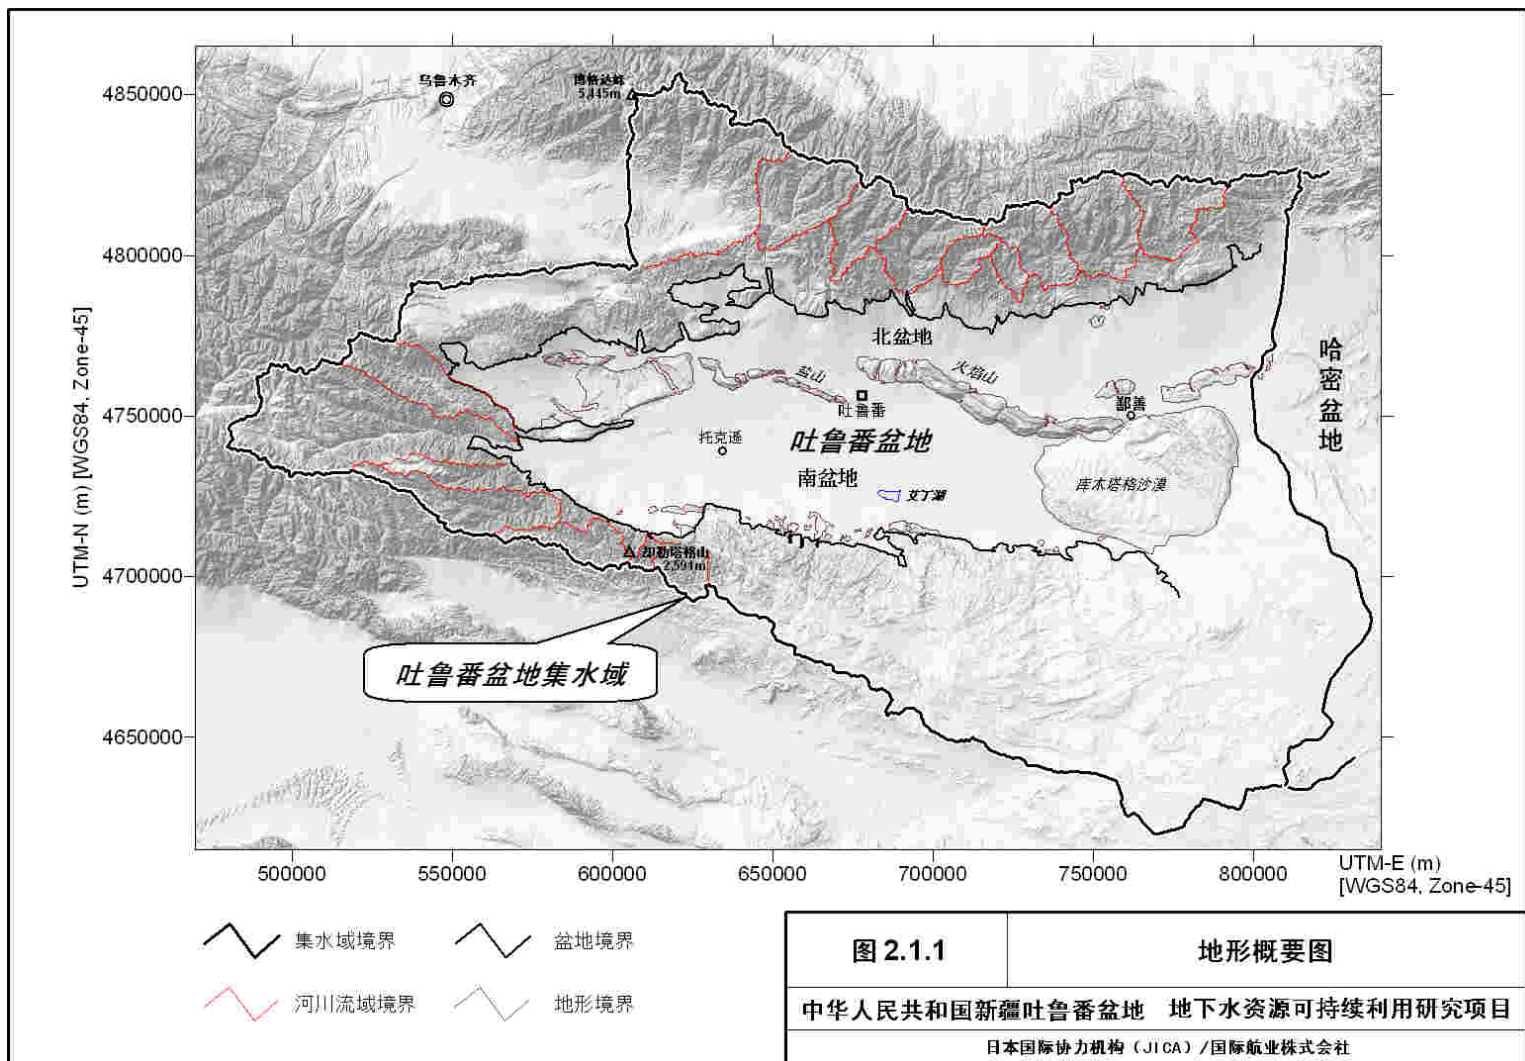 乌鲁木齐
博格达峰
5,445m
4850000
4800000
4750000
4700000
4650000
UTM-N (m) [WGS84, Zone-45]
北盆地
盐山
火焰山
吐鲁番
鄯善
哈密盆地
托克逊
吐鲁番盆地
南盆地
艾丁湖
库木塔格沙漠
却勒塔格山
2,594m
吐鲁番盆地集水域
500000
550000
600000
650000
700000
750000
800000
UTM-E (m)
[WGS84, Zone-45]
集水域境界
盆地境界
河川流域境界
地形境界
图 2.1.1
地形概要图
中华人民共和国新疆吐鲁番盆地 地下水资源可持续利用研究项目
日本国际协力机构（JICA）/国际航业株式会社